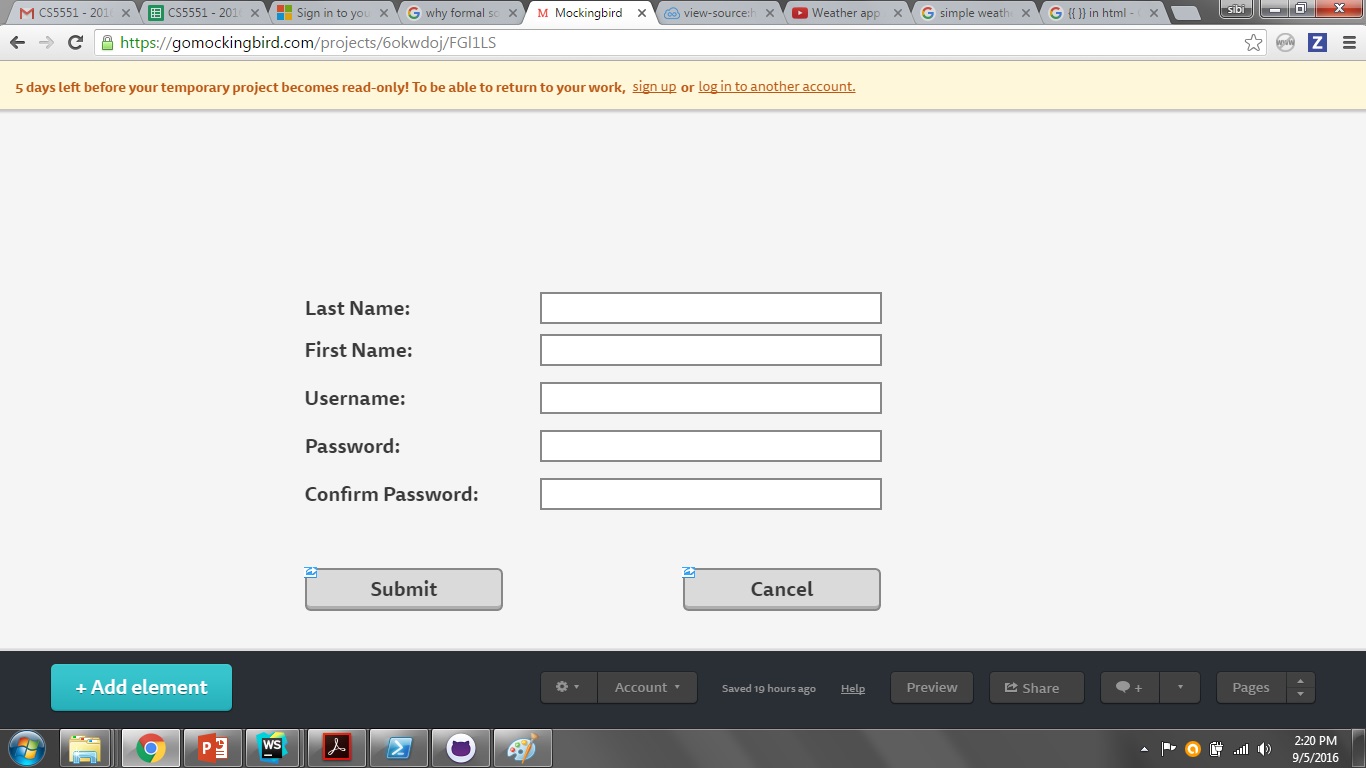 CS5551 - 201
CS5551 - 201
Sign in to you
why formal so
Mockingbird
view-source:h
Weather app
simple weath
{{ }} in html -
sibi
https://gomockingbird.com/projects/6okwdoj/FGl1LS
5 days left before your temporary project becomes read-only! To be able to return to your work, sign up or log in to another account.
Last Name:
First Name:
Username:
Password:
Confirm Password:
Submit
Cancel
+ Add element
Account
Saved 19 hours ago
Help
Preview
Share
+
Pages
2:20 PM
9/5/2016